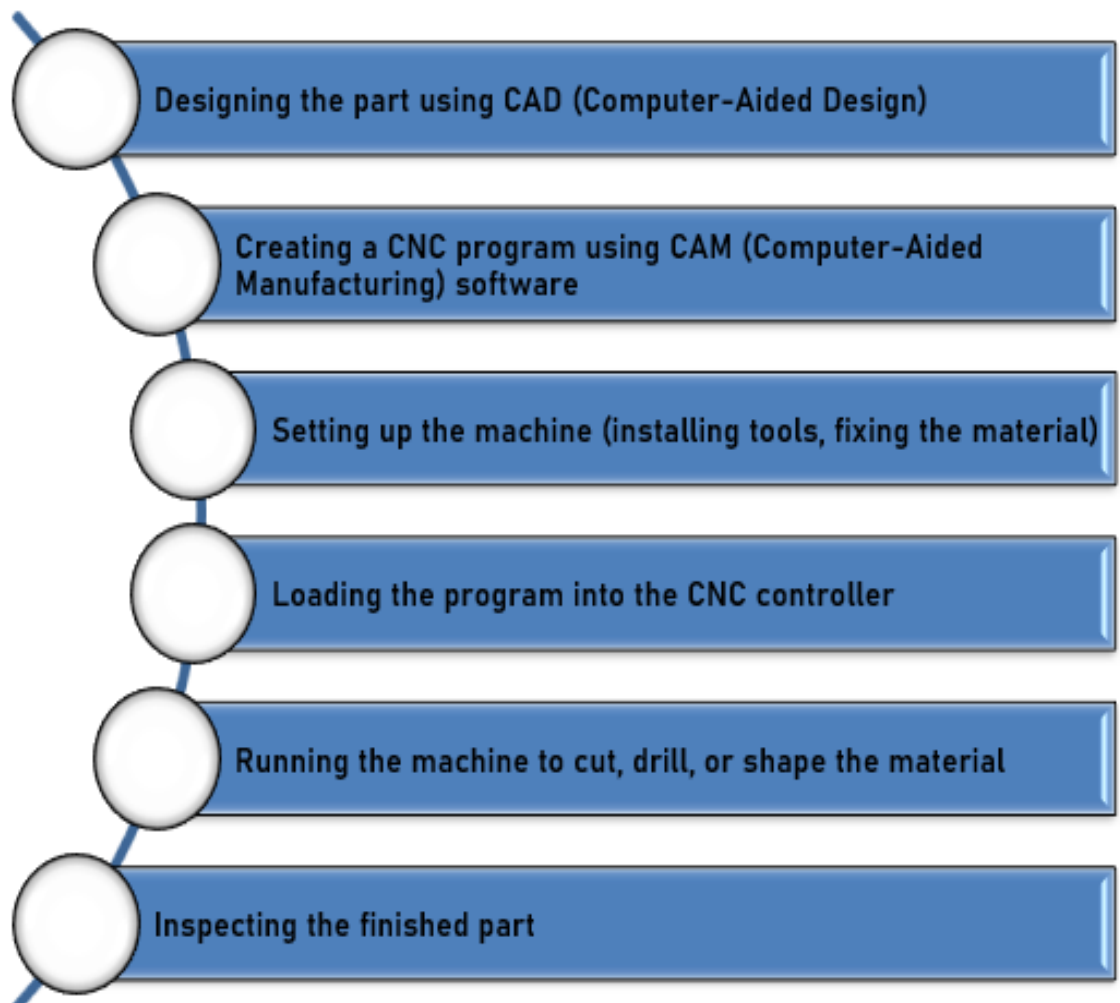 Designing the part using CAD (Computer-Aided Design)
Creating a CNC program using CAM (Computer-Aided
Manufacturing) software
Setting up the machine (installing tools, fixing the material)
Loading the program into the CNC controller
Running the machine to cut, drill, or shape the material
Inspecting the finished part